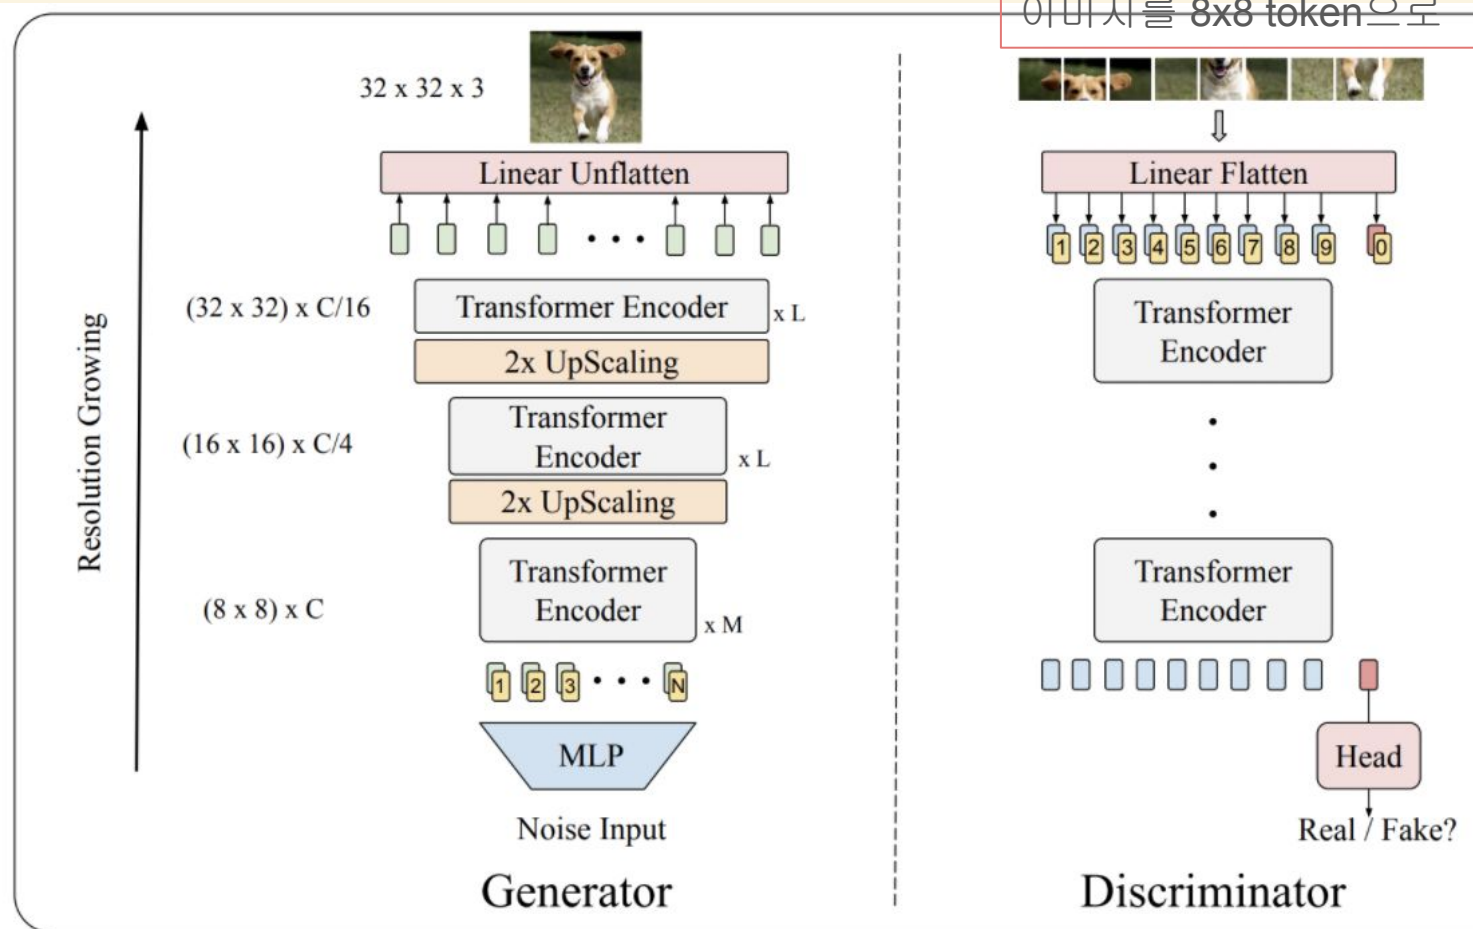 이미지를 8x8 token으로
32 x 32 x 3
Linear Unflatten
Transformer Encoder
x L
(32 x 32) x C/16
2x UpScaling
Transformer
Encoder
x L
(16 x 16) x C/4
2x UpScaling
Transformer
Encoder
x M
(8 x 8) x C
1 2 3 N
MLP
Noise Input
Generator
Resolution Growing
Linear Flatten
1 2 3 4 5 6 7 8 9 0
Transformer
Encoder
Transformer
Encoder
Head
Real / Fake?
Discriminator